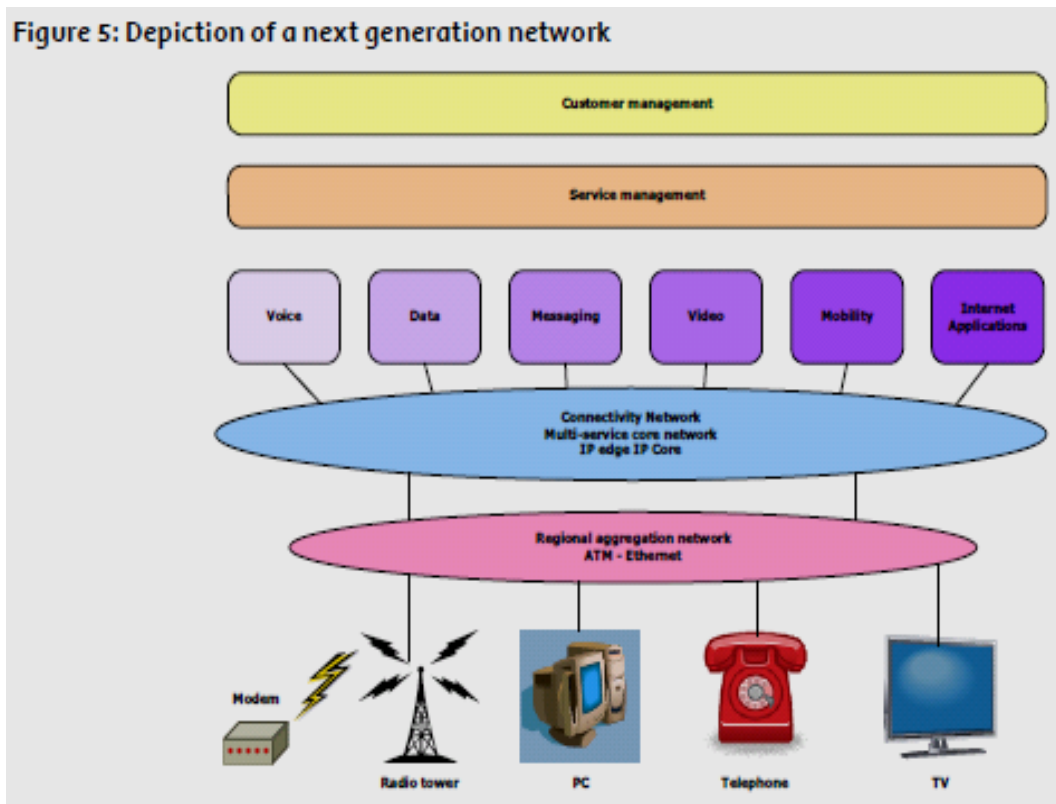 Figure 5: Depiction of a next generation network
Customer management
Service management
Voice
Data
Messaging
Video
Mobility
Internet
Applications
Connectivity Network
Multi-service core network
IP edge IP Core
Regional aggregation network
ATM - Ethernet
Modem
Radio tower
PC
Telephone
TV